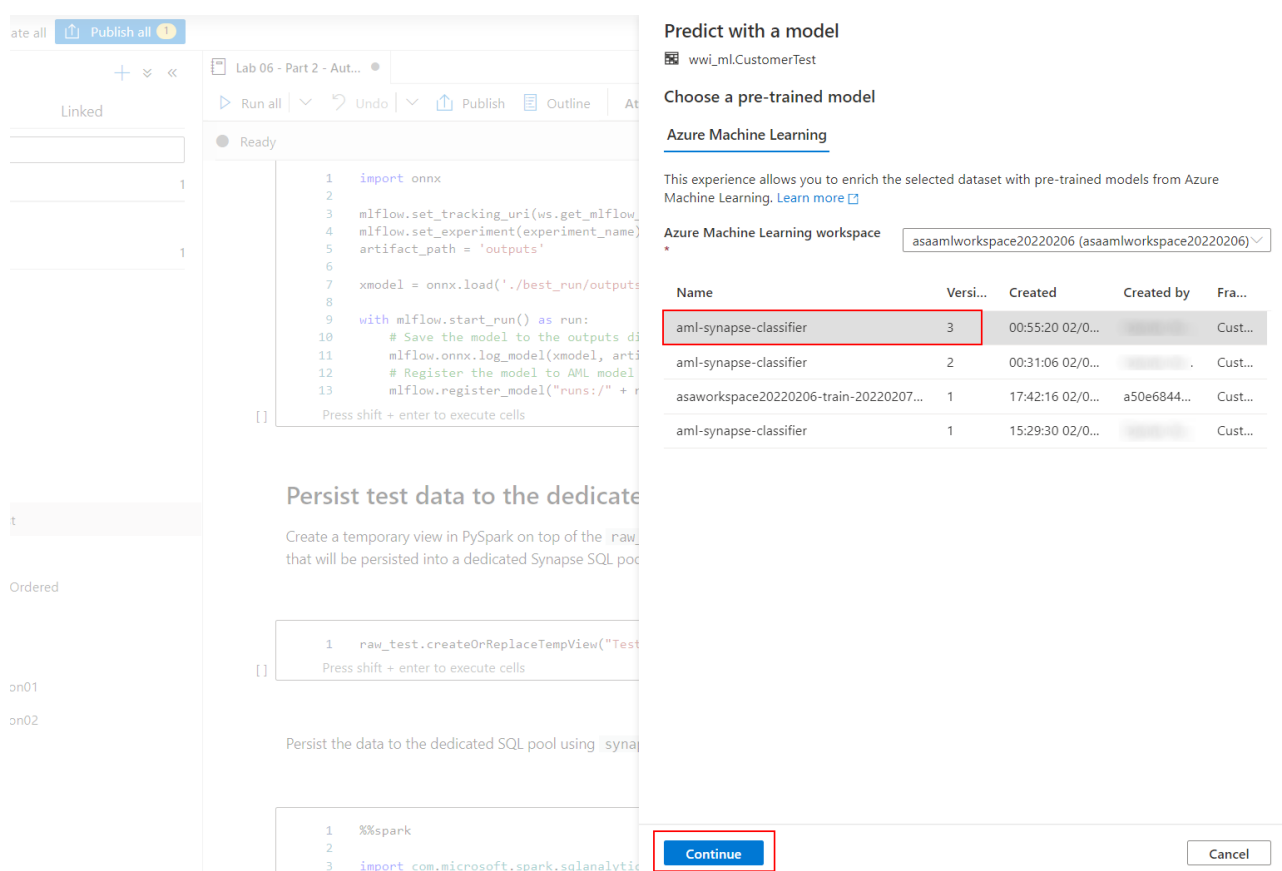 ate all Publish all 1
Linked
1
1
t
Ordered
on01
on02
Lab 06 - Part 2 - Aut...
Run all Undo Publish Outline At
Ready
1 import onnx
2
3 mlflow.set_tracking_uri(ws.get_mlflow_
4 mlflow.set_experiment(experiment_name)
5 artifact_path = 'outputs'
6
7 xmodel = onnx.load('./best_run/outputs
8
9 with mlflow.start_run() as run:
10 # Save the model to the outputs di
11 mlflow.onnx.log_model(xmodel, arti
12 # Register the model to AML model
13 mlflow.register_model("runs:/" + r
[ ] Press shift + enter to execute cells
Persist test data to the dedicate
Create a temporary view in PySpark on top of the raw_
that will be persisted into a dedicated Synapse SQL poo
1 raw_test.createOrReplaceTempView("Test
[ ] Press shift + enter to execute cells
Persist the data to the dedicated SQL pool using synap
1 %%spark
2
3 import com.microsoft.spark.sqlanalytic
Predict with a model
wwi_ml.CustomerTest
Choose a pre-trained model
Azure Machine Learning
This experience allows you to enrich the selected dataset with pre-trained models from Azure
Machine Learning. Learn more
Azure Machine Learning workspace
*
asaamlworkspace20220206 (asaamlworkspace20220206)
Name Versi... Created Created by Fra...
aml-synapse-classifier 3 00:55:20 02/0... Cust...
aml-synapse-classifier 2 00:31:06 02/0... . Cust...
asaworkspace20220206-train-20220207... 1 17:42:16 02/0... a50e6844... Cust...
aml-synapse-classifier 1 15:29:30 02/0... Cust...
Continue Cancel